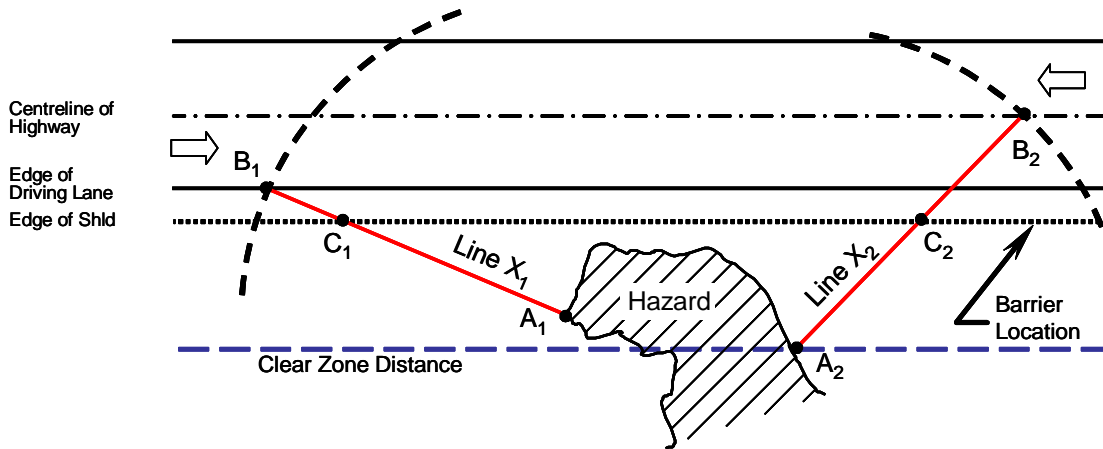 Centreline of
Highway
B1
B2
Edge of
Driving Lane
Edge of Shld
C1
C2
Line X1
Line X2
Hazard
A1
Barrier
Location
Clear Zone Distance
A2